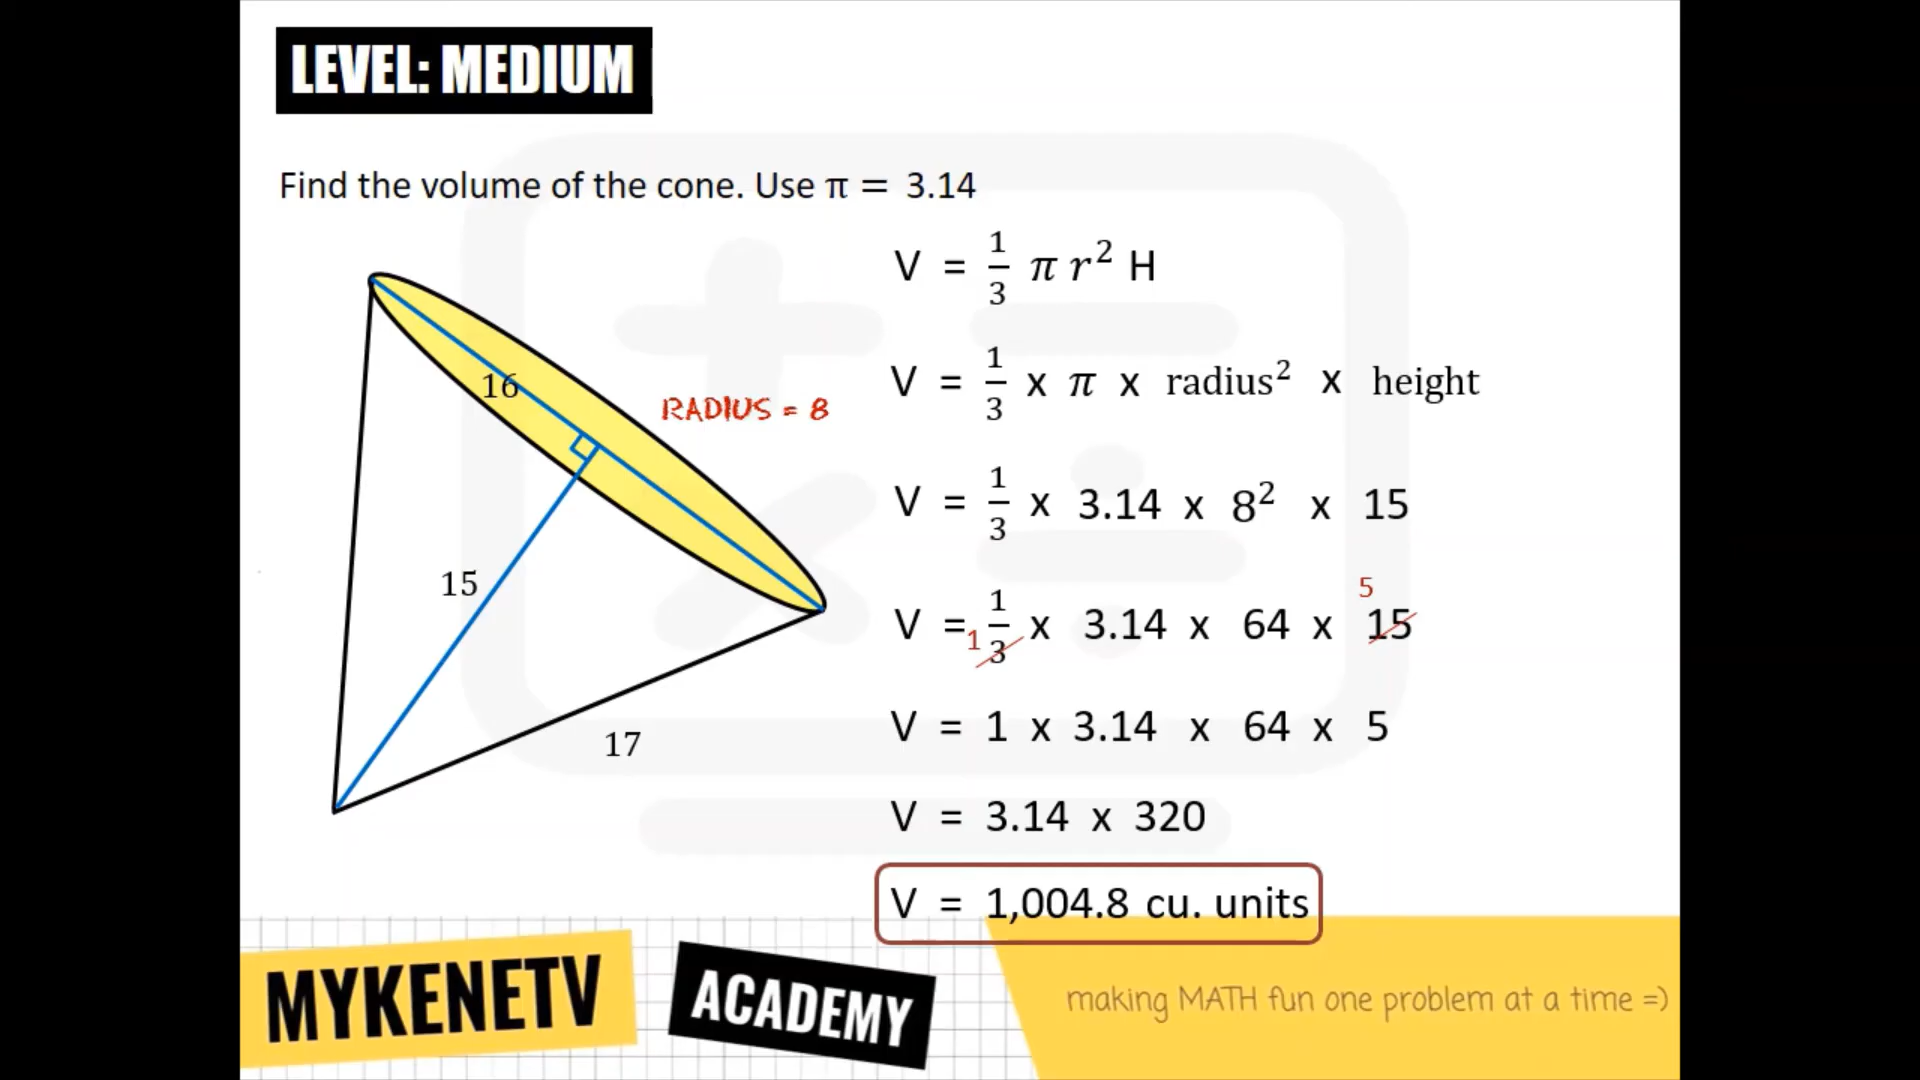 LEVEL: MEDIUM
Find the volume of the cone. Use π = 3.14
16
RADIUS = 8
15
17
V = 1/3 π r² H
V = 1/3 x π x radius² x height
V = 1/3 x 3.14 x 8² x 15
5
V = 1/3 x 3.14 x 64 x 15
1
V = 1 x 3.14 x 64 x 5
V = 3.14 x 320
V = 1,004.8 cu. units
MYKENETV
ACADEMY
making MATH fun one problem at a time =)